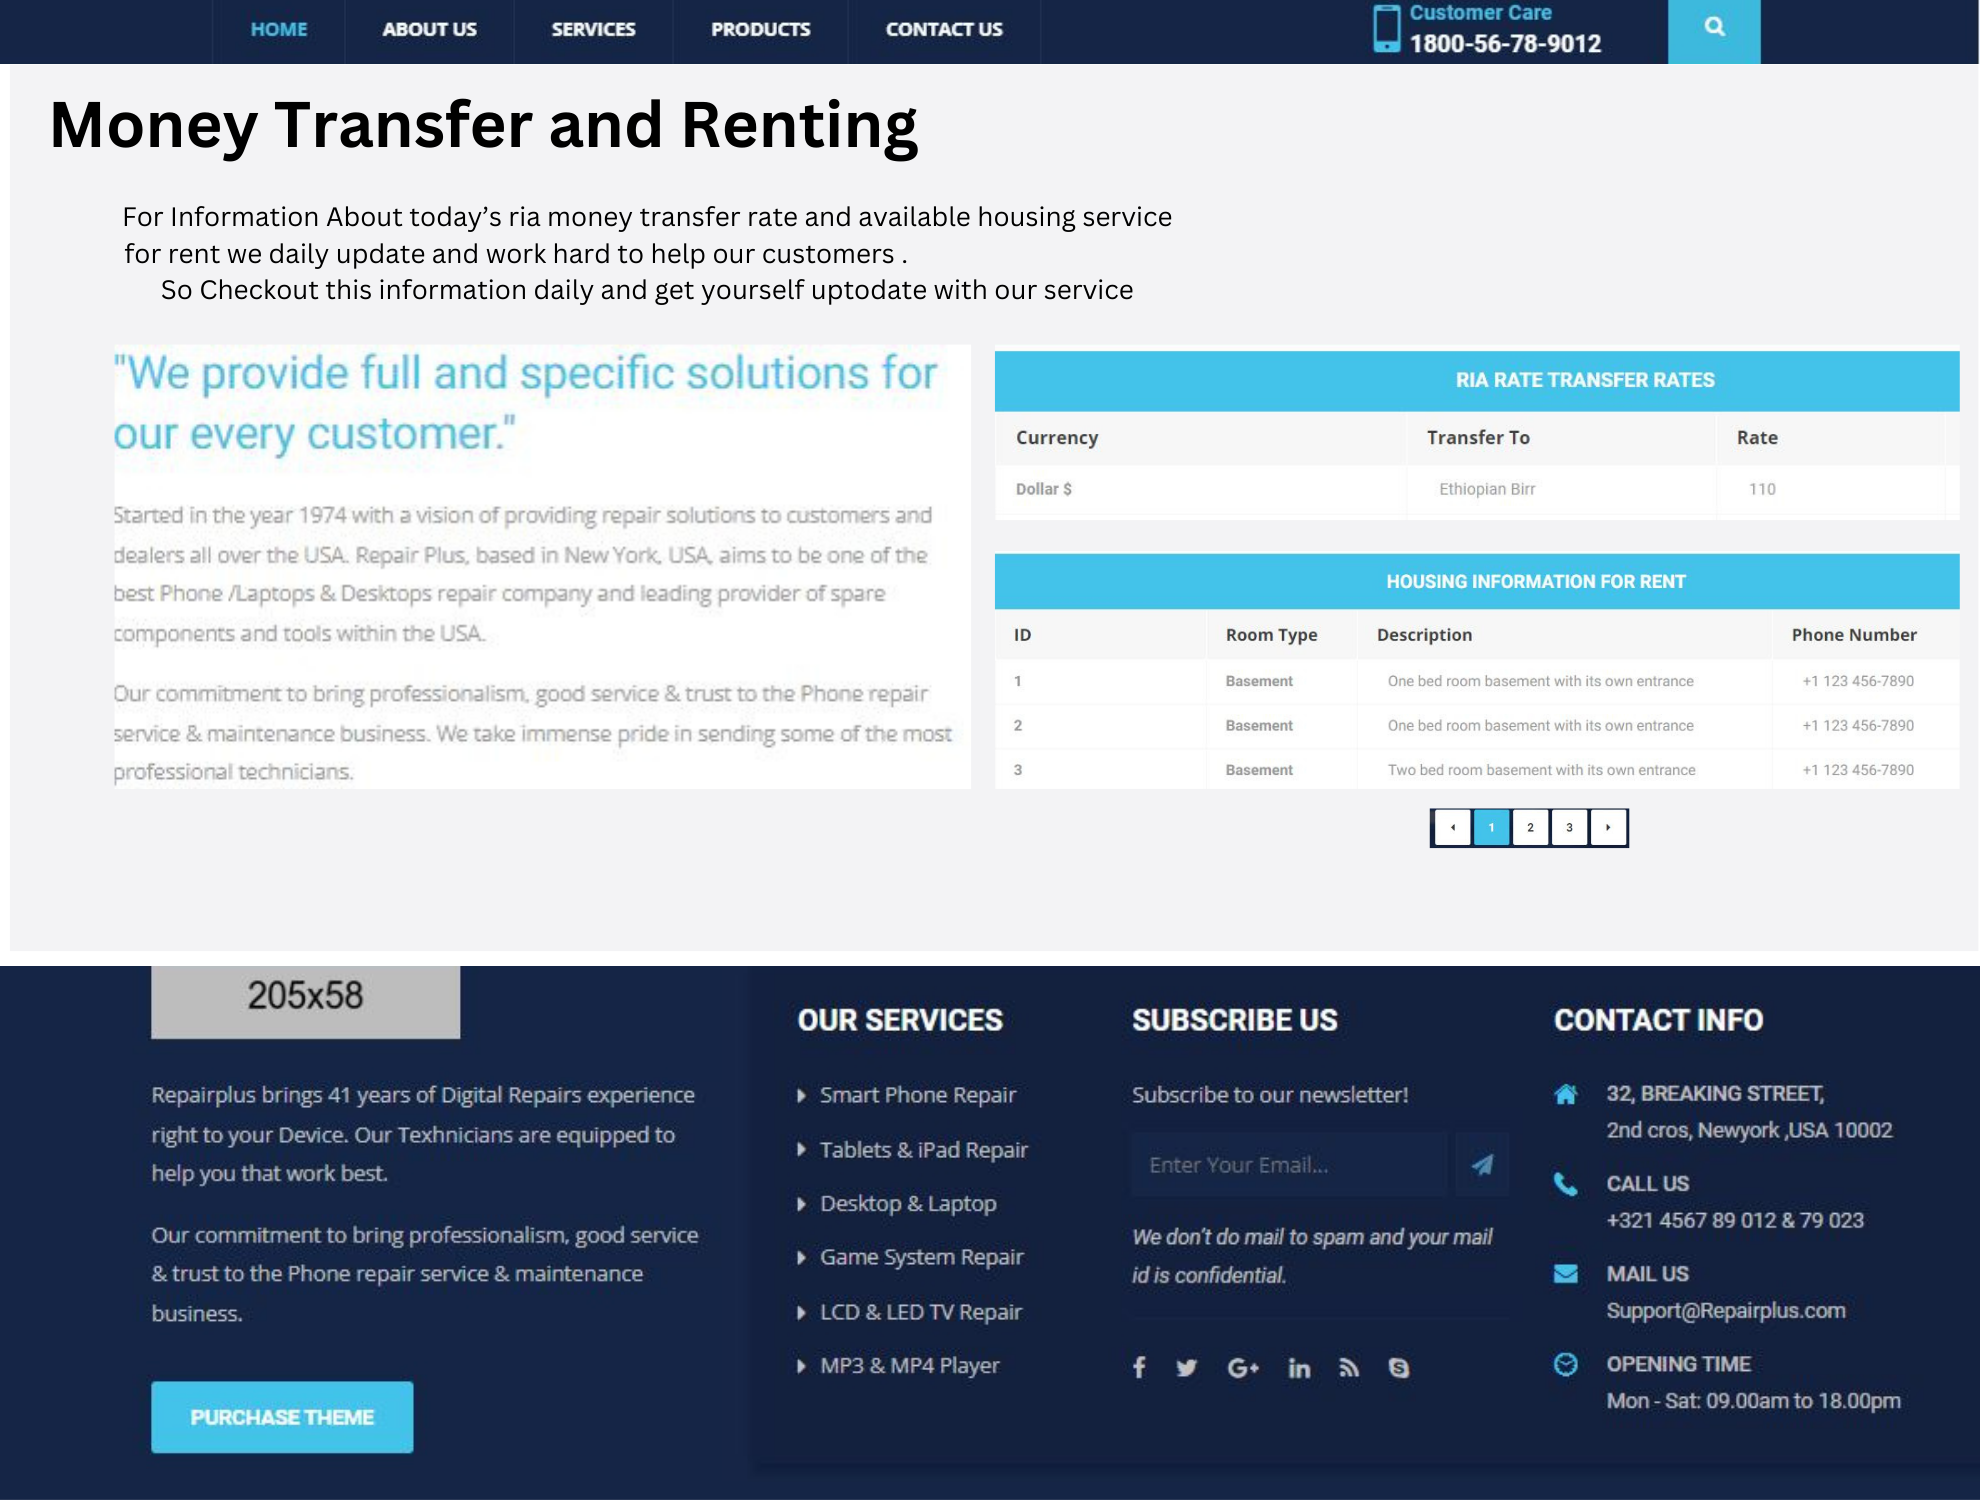 HOME ABOUT US SERVICES PRODUCTS CONTACT US
Customer Care
1800-56-78-9012
Money Transfer and Renting
For Information About today’s ria money transfer rate and available housing service
for rent we daily update and work hard to help our customers .
So Checkout this information daily and get yourself uptodate with our service
"We provide full and specific solutions for
our every customer."
Started in the year 1974 with a vision of providing repair solutions to customers and
dealers all over the USA. Repair Plus, based in New York, USA, aims to be one of the
best Phone /Laptops & Desktops repair company and leading provider of spare
components and tools within the USA.
Our commitment to bring professionalism, good service & trust to the Phone repair
service & maintenance business. We take immense pride in sending some of the most
professional technicians.
RIA RATE TRANSFER RATES
Currency Transfer To Rate
Dollar $ Ethiopian Birr 110
HOUSING INFORMATION FOR RENT
ID Room Type Description Phone Number
1 Basement One bed room basement with its own entrance +1 123 456-7890
2 Basement One bed room basement with its own entrance +1 123 456-7890
3 Basement Two bed room basement with its own entrance +1 123 456-7890
1 2 3
205x58
Repairplus brings 41 years of Digital Repairs experience
right to your Device. Our Texhnicians are equipped to
help you that work best.
Our commitment to bring professionalism, good service
& trust to the Phone repair service & maintenance
business.
PURCHASE THEME
OUR SERVICES
Smart Phone Repair
Tablets & iPad Repair
Desktop & Laptop
Game System Repair
LCD & LED TV Repair
MP3 & MP4 Player
SUBSCRIBE US
Subscribe to our newsletter!
Enter Your Email...
We don't do mail to spam and your mail
id is confidential.
CONTACT INFO
32, BREAKING STREET,
2nd cros, Newyork ,USA 10002
CALL US
+321 4567 89 012 & 79 023
MAIL US
Support@Repairplus.com
OPENING TIME
Mon - Sat: 09.00am to 18.00pm